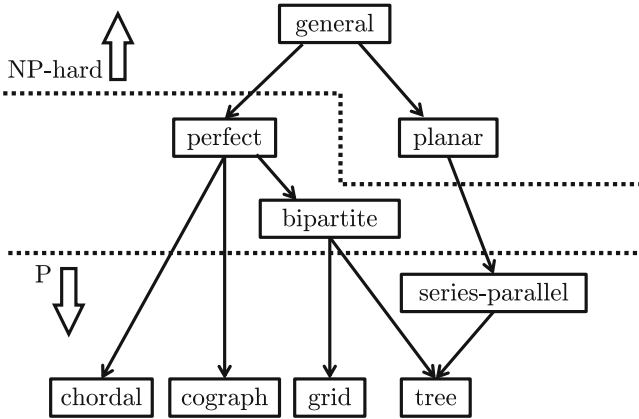 general
NP-hard
perfect
planar
bipartite
P
series-parallel
chordal
cograph
grid
tree